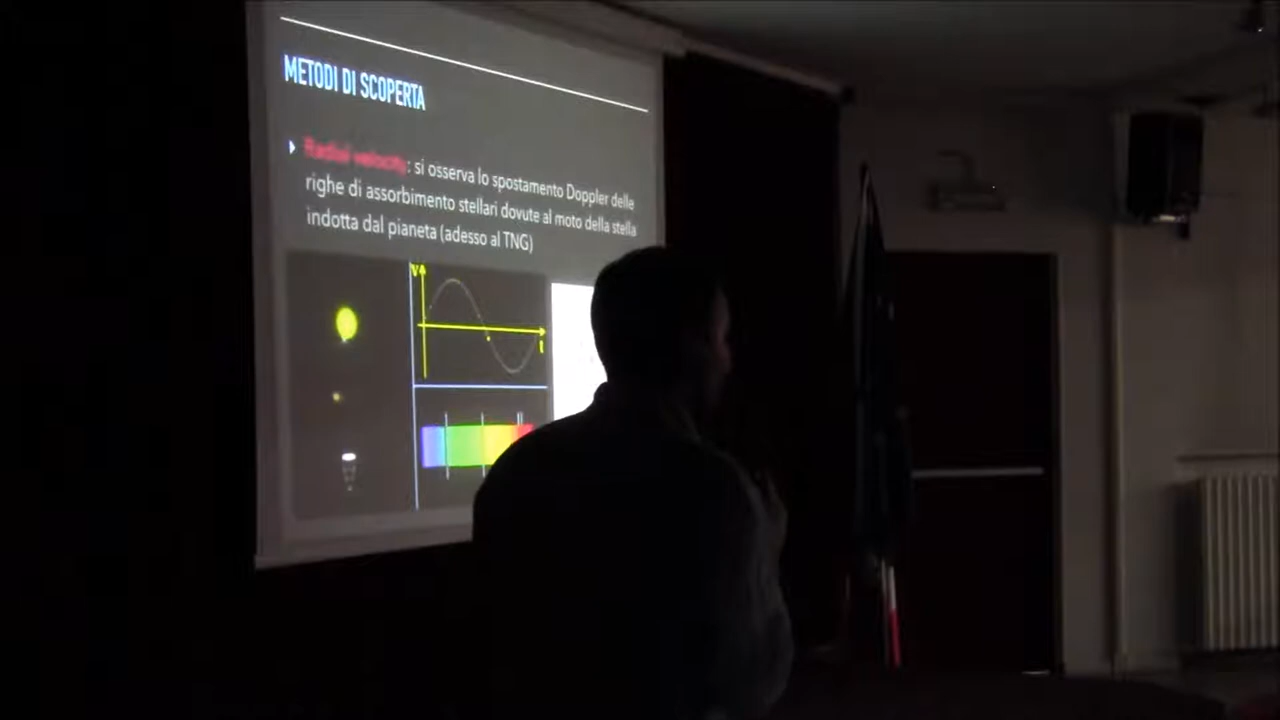 METODI DI SCOPERTA
Radial velocity: si osserva lo spostamento Doppler delle
righe di assorbimento stellari dovute al moto della stella
indotta dal pianeta (adesso al TNG)
V
t